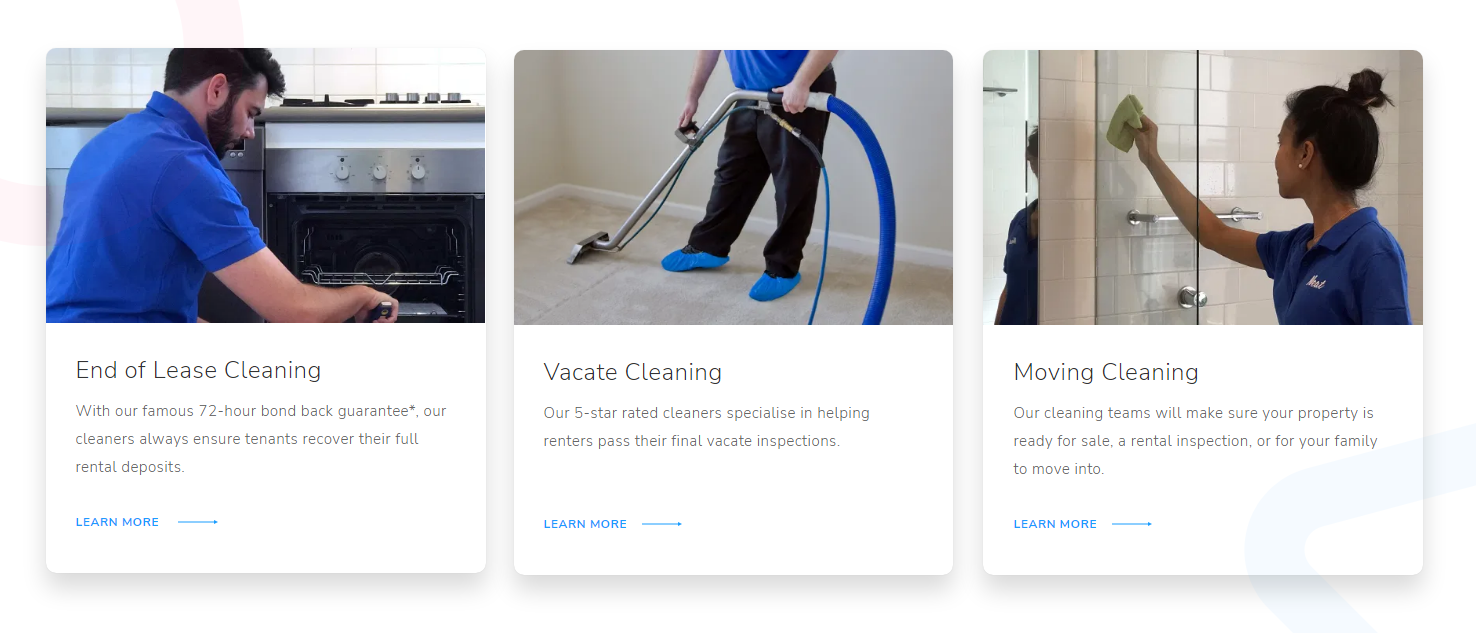 End of Lease Cleaning
With our famous 72-hour bond back guarantee*, our
cleaners always ensure tenants recover their full
rental deposits.
LEARN MORE
Vacate Cleaning
Our 5-star rated cleaners specialise in helping
renters pass their final vacate inspections.
LEARN MORE
Moving Cleaning
Our cleaning teams will make sure your property is
ready for sale, a rental inspection, or for your family
to move into.
LEARN MORE